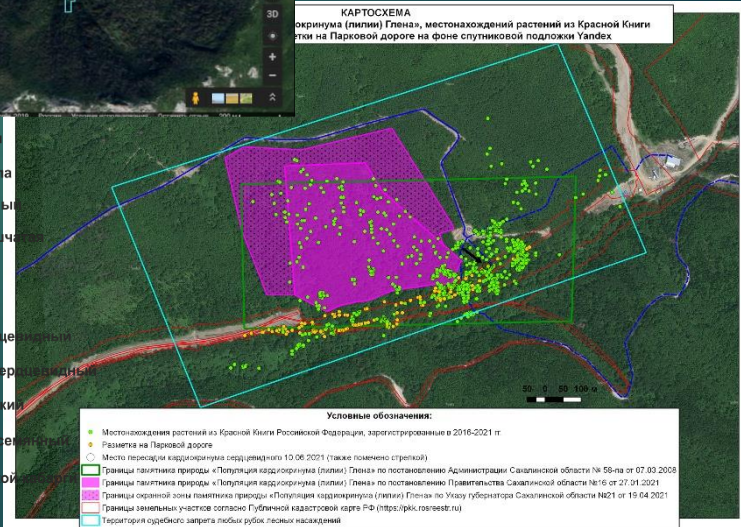 3D
КАРТОСХЕМА
(лилии) Глена», местонахождений растений из Красной Книги
на Парковой дороге на фоне спутниковой подложки Yandex
50 0 50 100 м
Условные обозначения:
Местонахождения растений из Красной Книги Российской Федерации, зарегистрированные в 2016-2021 гг
Разметка на Парковой дороге
Место пересадки кардиокринума сердцевидного 10.06.2021 (также помечено стрелкой)
Границы памятника природы «Популяция кардиокринума (лилии) Глена» по постановлению Администрации Сахалинской области № 58-па от 07.03.2008
Границы памятника природы «Популяция кардиокринума (лилии) Глена» по постановлению Правительства Сахалинской области №16 от 27.01.2021
Границы охранной зоны памятника природы «Популяция кардиокринума (лилии) Глена» по Указу губернатора Сахалинской области №21 от 19.04.2021
Границы земельных участков согласно Публичной кадастровой карте РФ (https://pkk.rosreestr.ru)
Территория судебного запрета любых рубок лесных насаждений